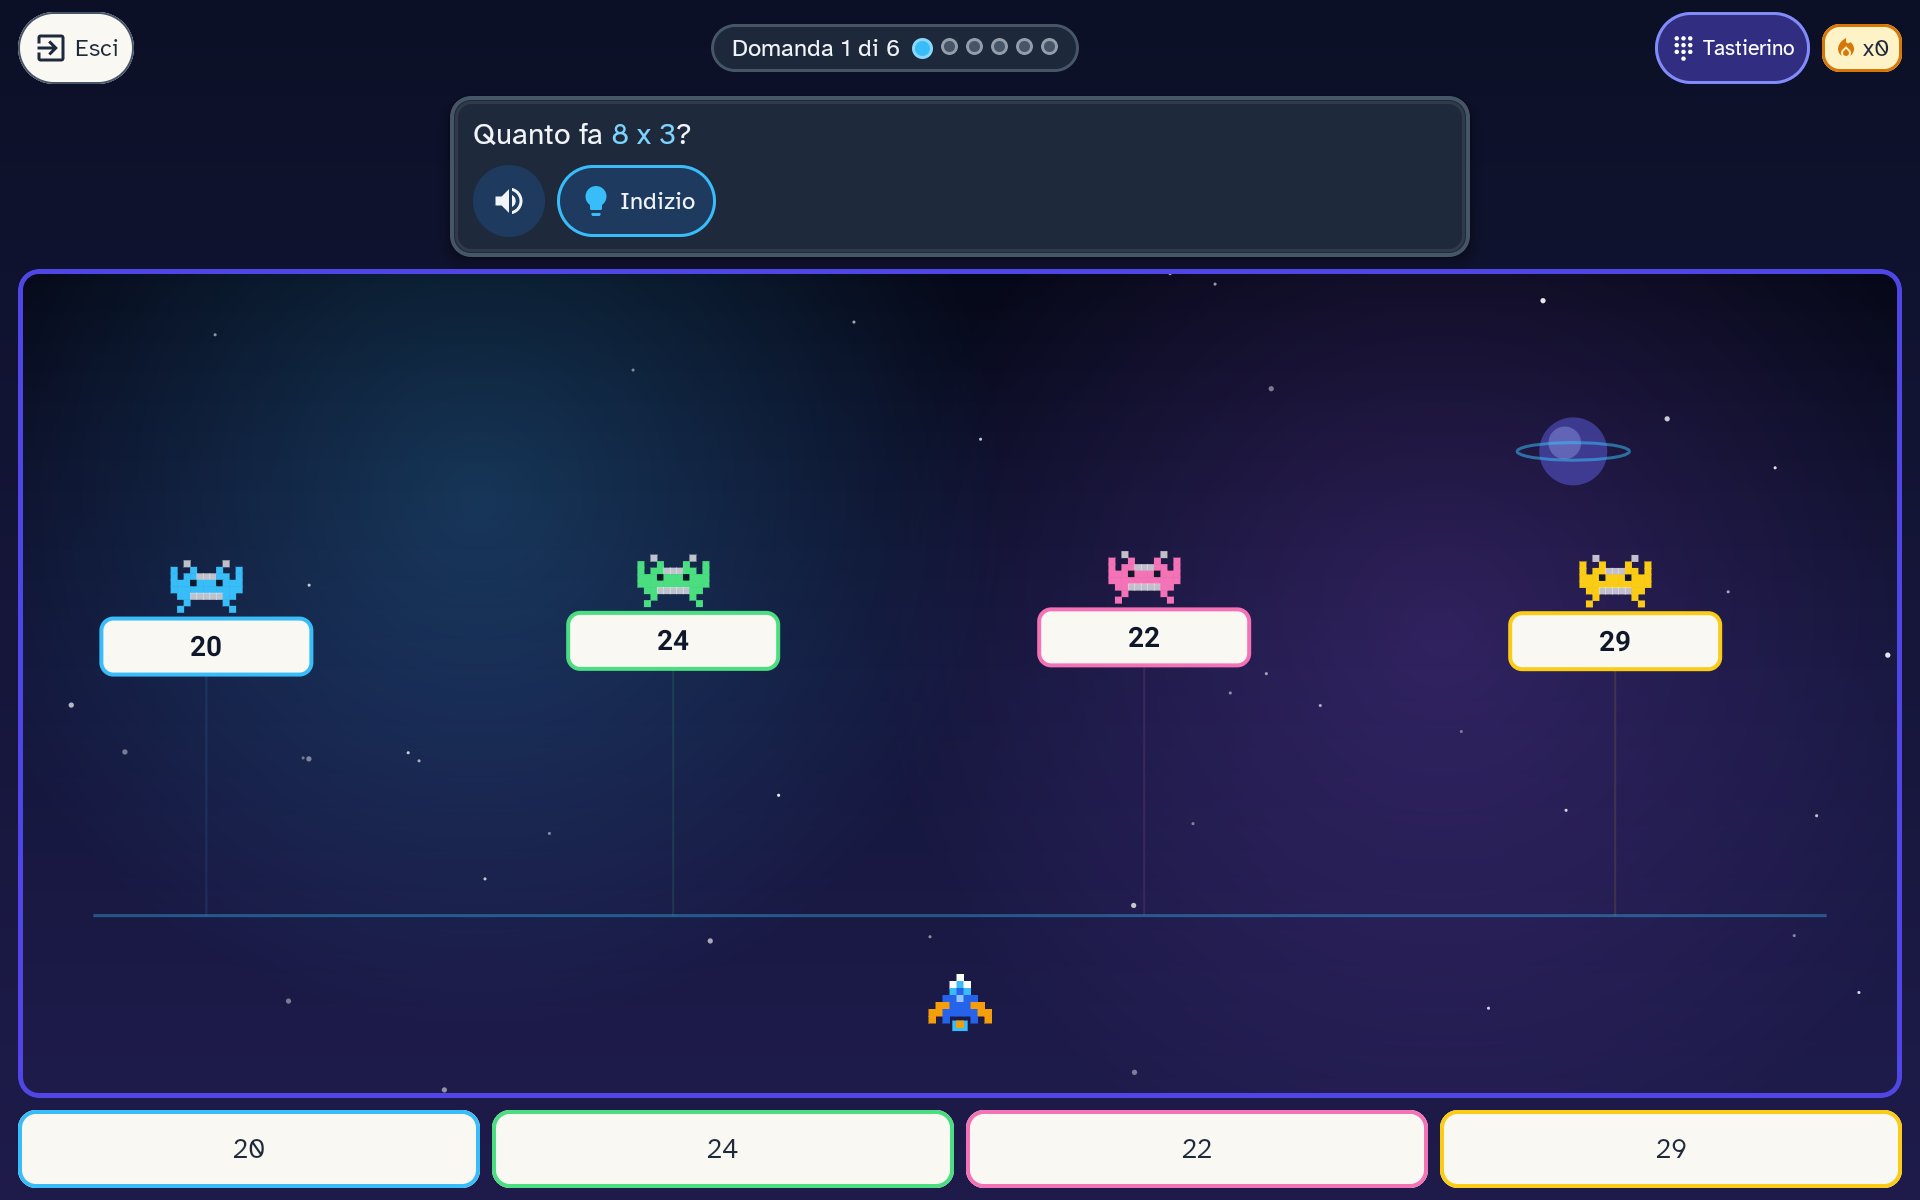 Esci
Domanda 1 di 6
Tastierino
x0
Quanto fa 8 x 3?
Indizio
20
24
22
29
20
24
22
29